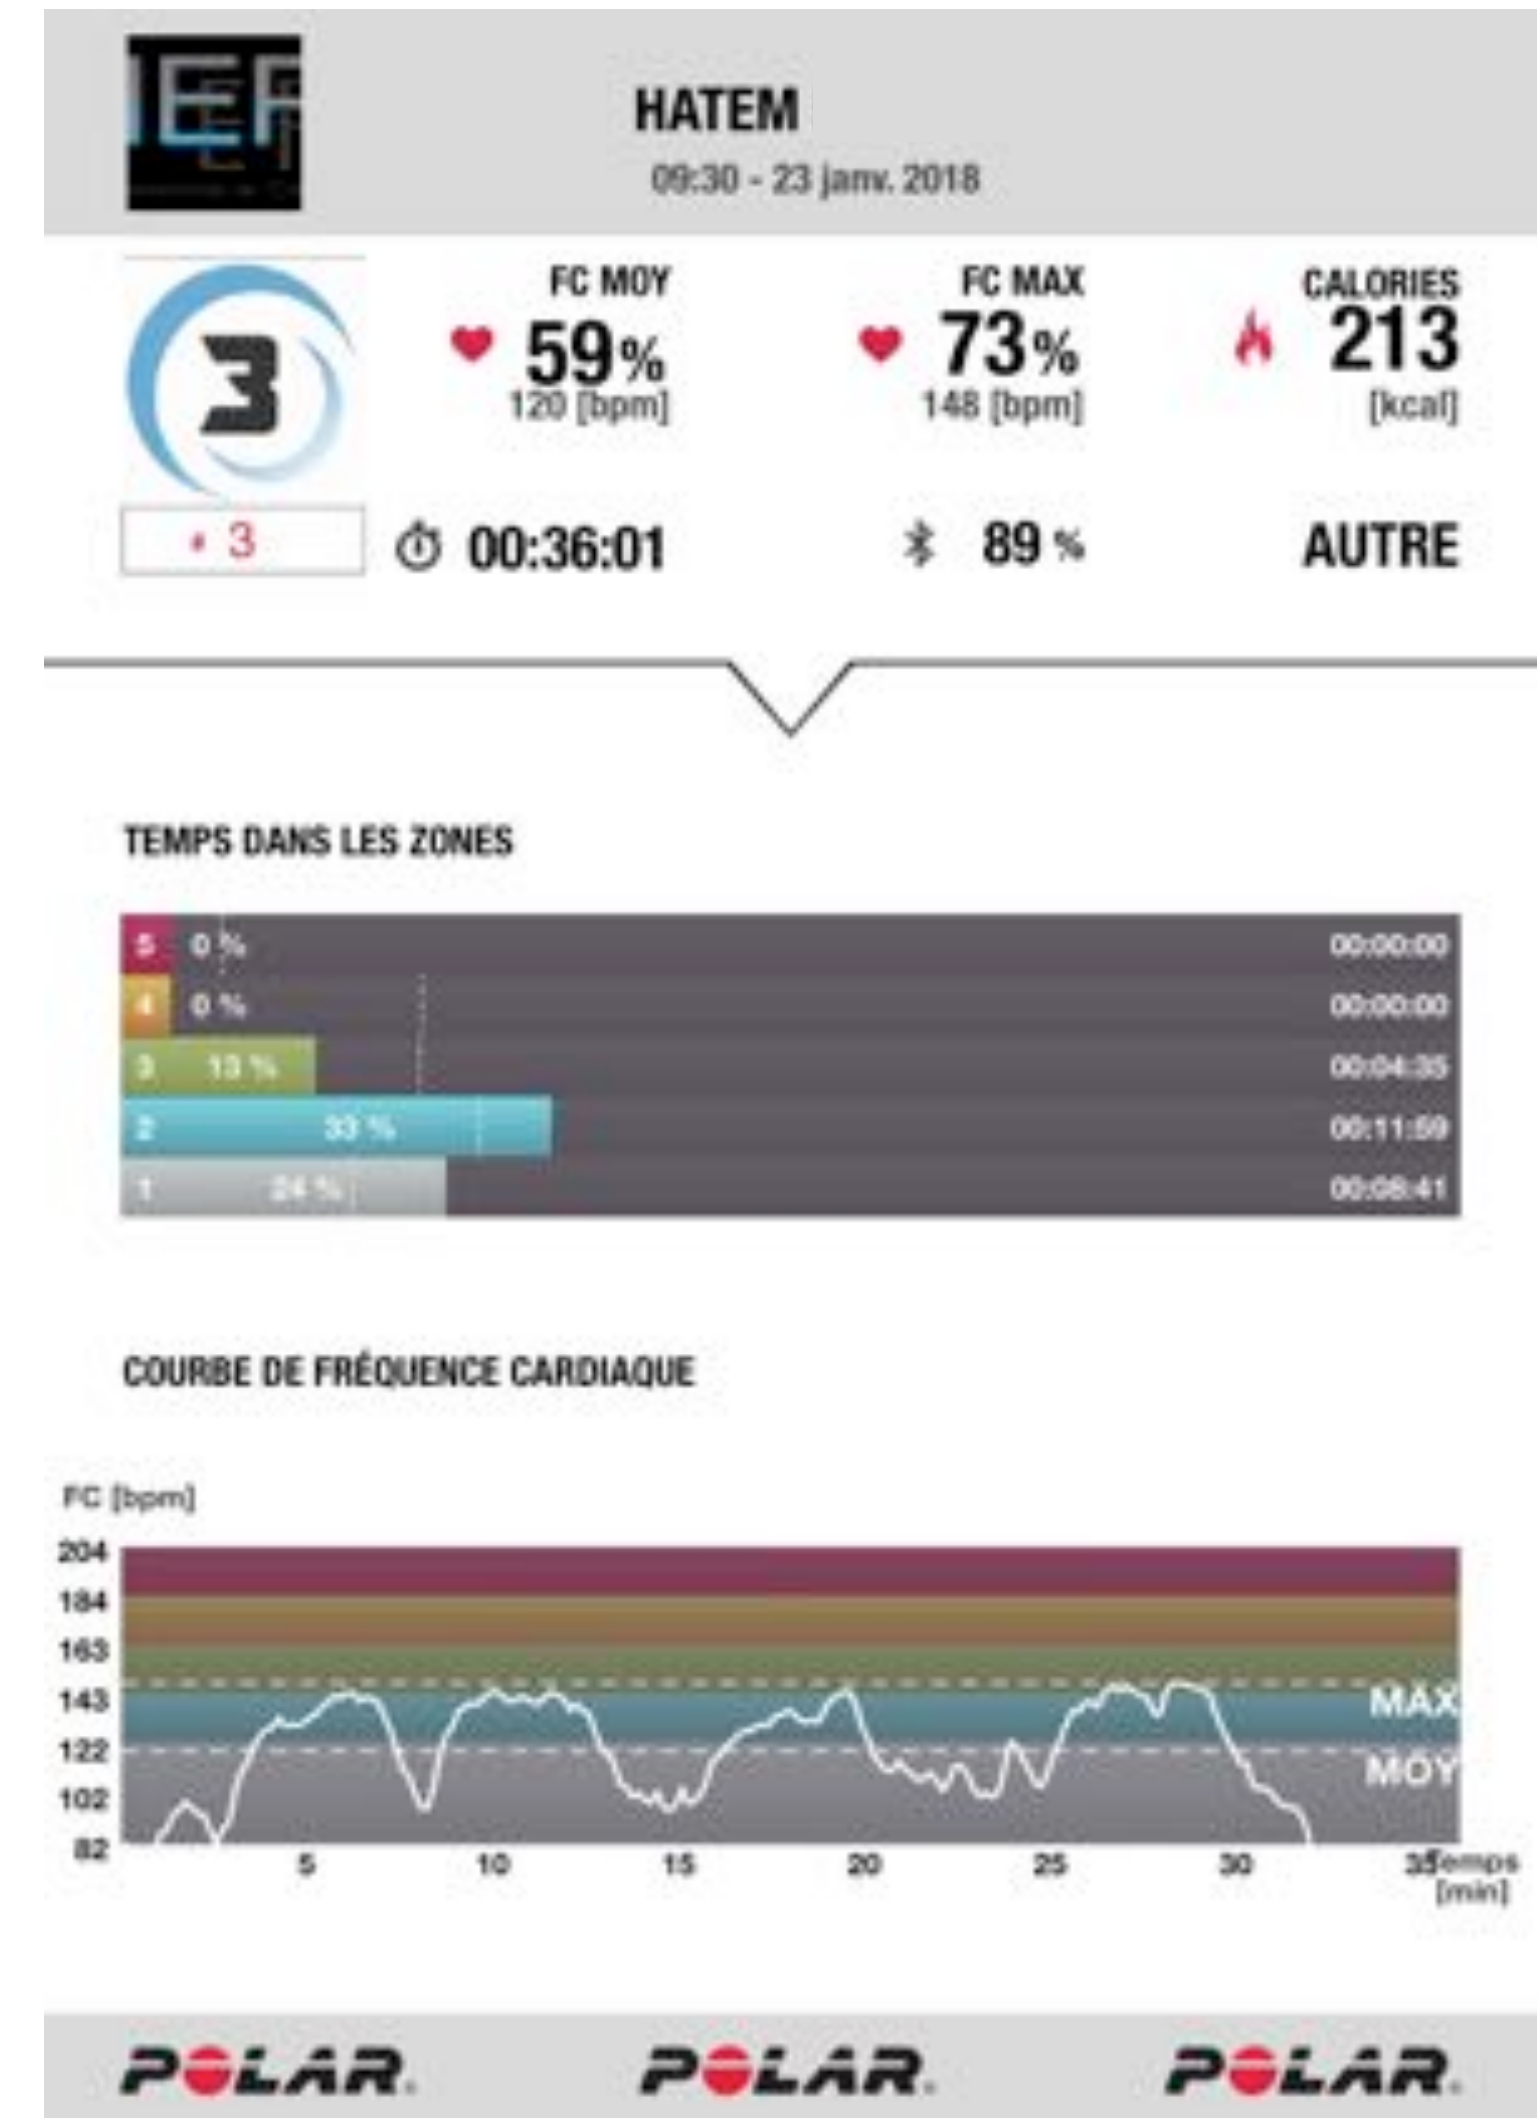 HATEM
09:30 - 23 janv. 2018
FC MOY
59%
120 [bpm]
FC MAX
73%
148 [bpm]
CALORIES
213
[kcal]
3
3
00:36:01
89 %
AUTRE
TEMPS DANS LES ZONES
5 0 % 00:00:00
4 0 % 00:00:00
3 13 % 00:04:35
2 33 % 00:11:59
1 24 % 00:08:41
COURBE DE FRÉQUENCE CARDIAQUE
FC [bpm]
204
184
163
143
122
102
82
MAX
MOY
5 10 15 20 25 30 35
Temps
[min]
POLAR. POLAR. POLAR.